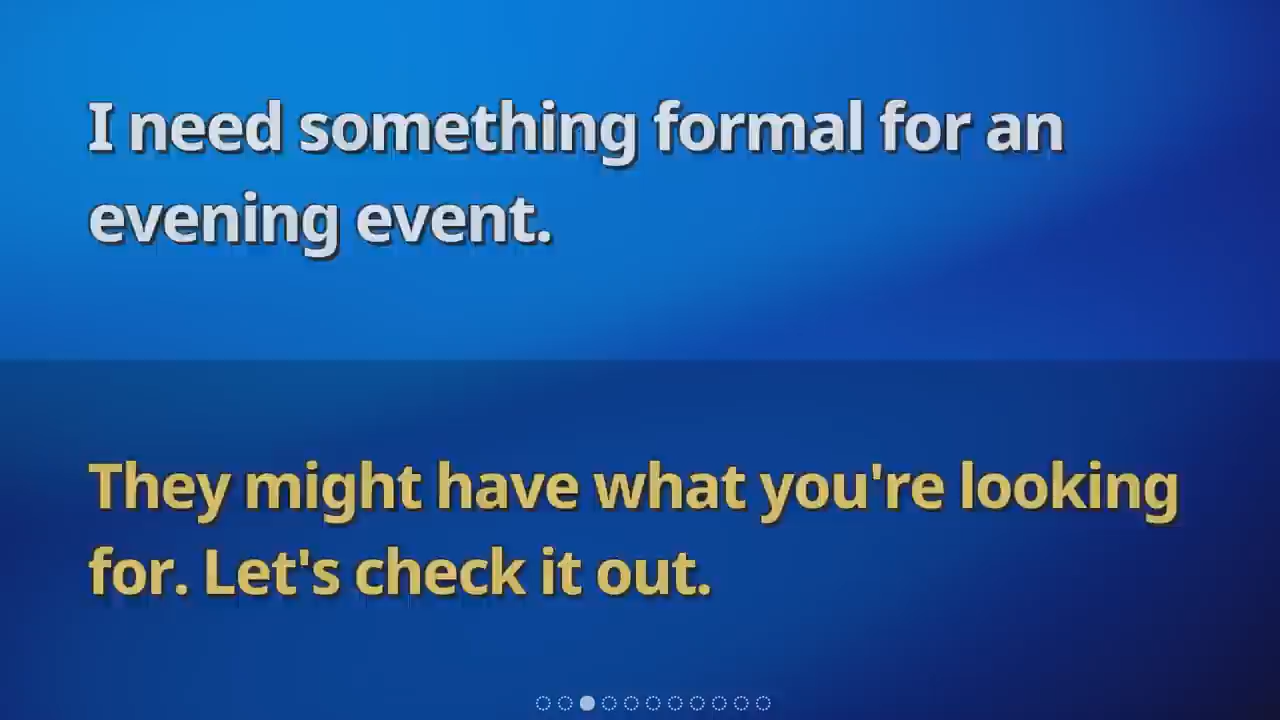 I need something formal for an
evening event.
They might have what you're looking
for. Let's check it out.